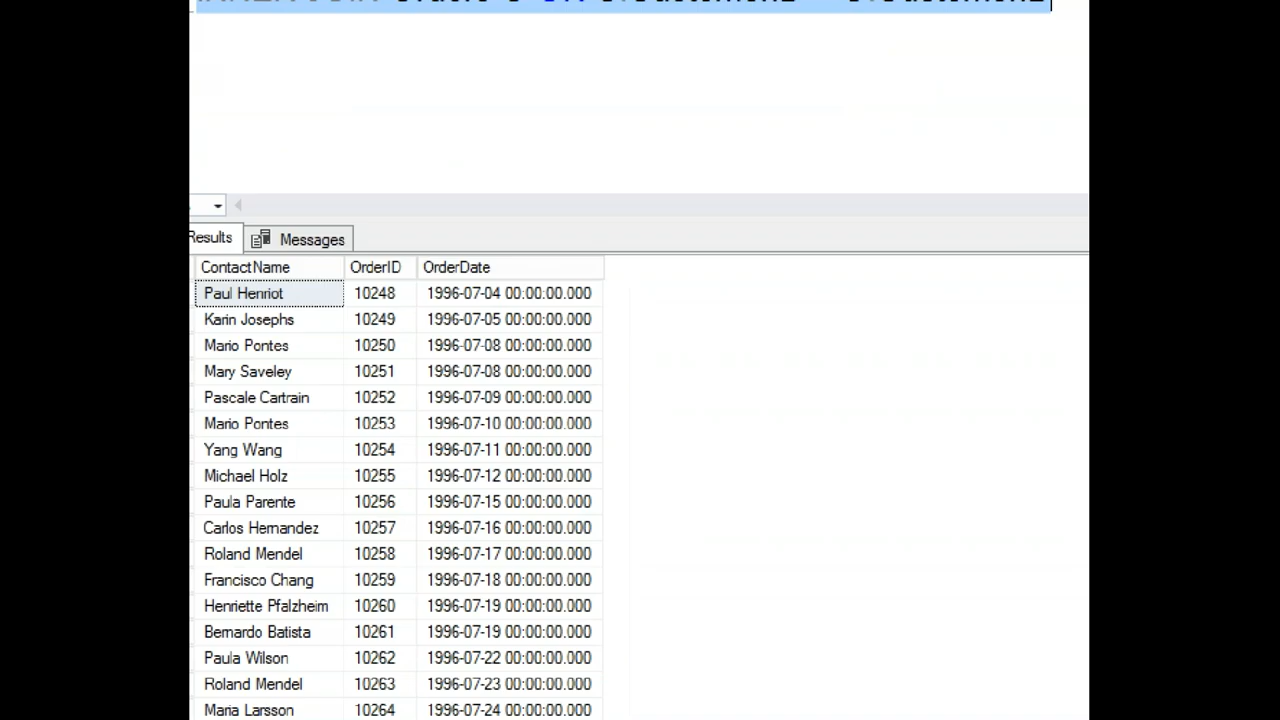 Results Messages
ContactName OrderID OrderDate
Paul Henriot 10248 1996-07-04 00:00:00.000
Karin Josephs 10249 1996-07-05 00:00:00.000
Mario Pontes 10250 1996-07-08 00:00:00.000
Mary Saveley 10251 1996-07-08 00:00:00.000
Pascale Cartrain 10252 1996-07-09 00:00:00.000
Mario Pontes 10253 1996-07-10 00:00:00.000
Yang Wang 10254 1996-07-11 00:00:00.000
Michael Holz 10255 1996-07-12 00:00:00.000
Paula Parente 10256 1996-07-15 00:00:00.000
Carlos Hernandez 10257 1996-07-16 00:00:00.000
Roland Mendel 10258 1996-07-17 00:00:00.000
Francisco Chang 10259 1996-07-18 00:00:00.000
Henriette Pfalzheim 10260 1996-07-19 00:00:00.000
Bernardo Batista 10261 1996-07-19 00:00:00.000
Paula Wilson 10262 1996-07-22 00:00:00.000
Roland Mendel 10263 1996-07-23 00:00:00.000
Maria Larsson 10264 1996-07-24 00:00:00.000